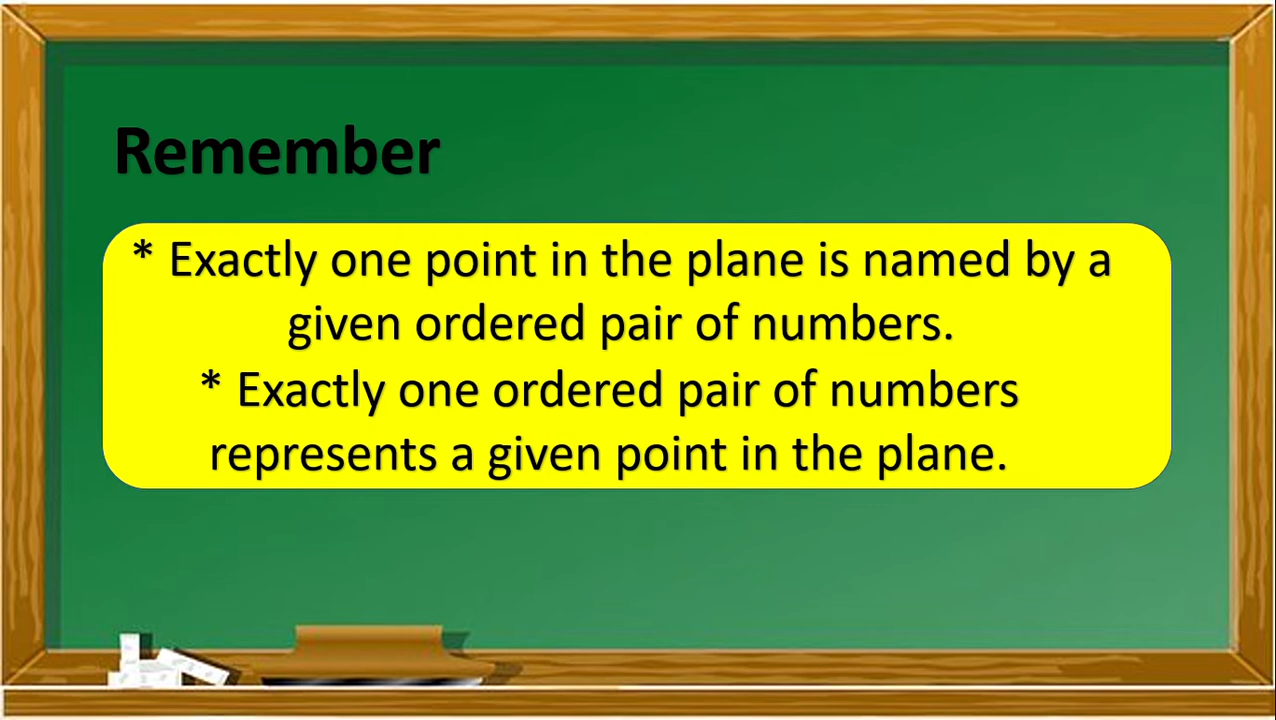 Remember
* Exactly one point in the plane is named by a
given ordered pair of numbers.
* Exactly one ordered pair of numbers
represents a given point in the plane.